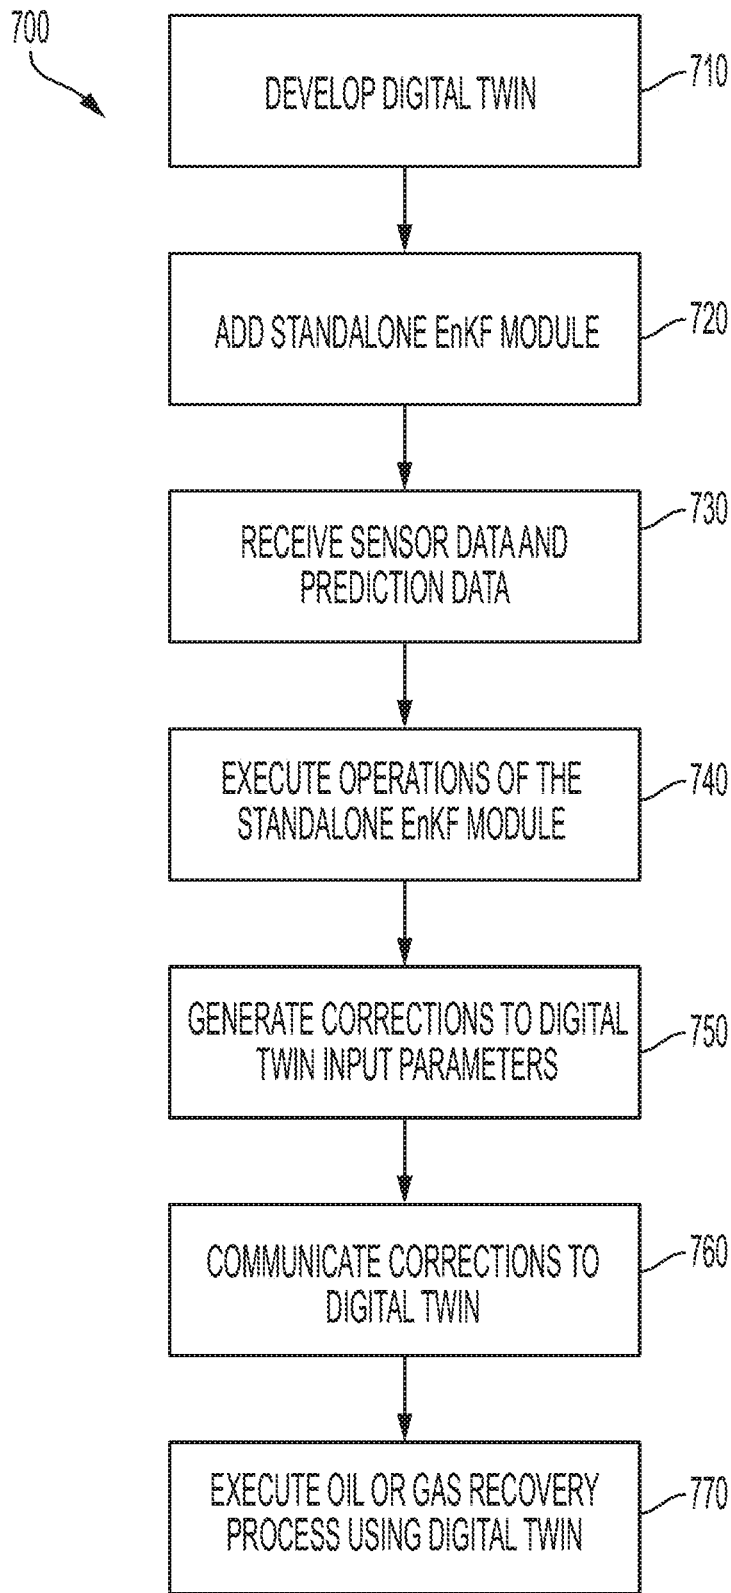 700
DEVELOP DIGITAL TWIN
710
ADD STANDALONE EnKF MODULE
720
RECEIVE SENSOR DATA AND
PREDICTION DATA
730
EXECUTE OPERATIONS OF THE
STANDALONE EnKF MODULE
740
GENERATE CORRECTIONS TO DIGITAL
TWIN INPUT PARAMETERS
750
COMMUNICATE CORRECTIONS TO
DIGITAL TWIN
760
EXECUTE OIL OR GAS RECOVERY
PROCESS USING DIGITAL TWIN
770